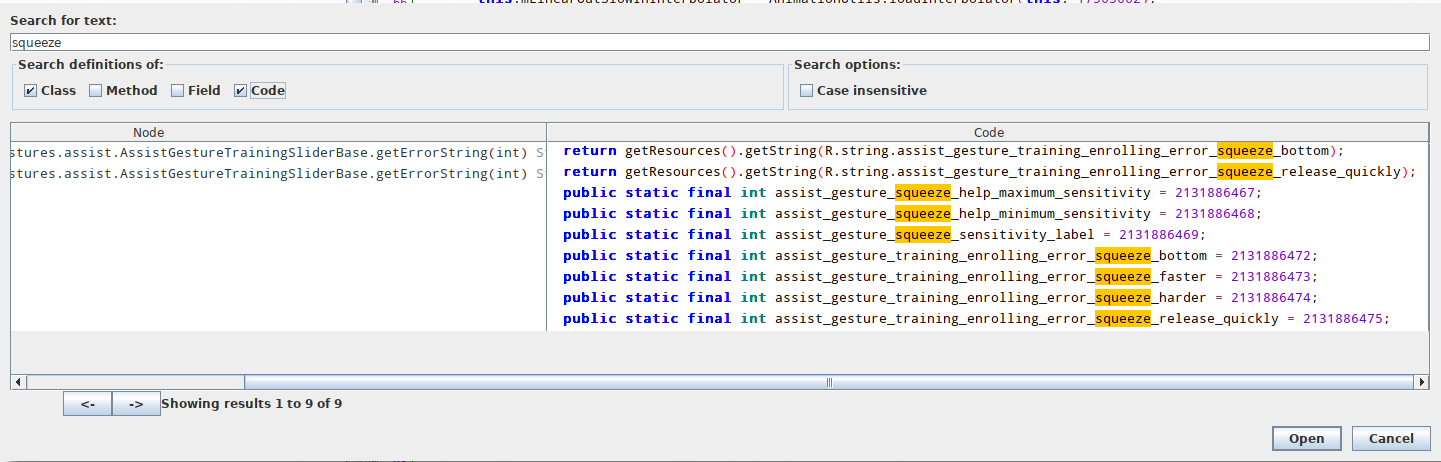 Search for text:
squeeze
Search definitions of:
Search options:
Class Method Field Code
Case insensitive
Node Code
stures.assist.AssistGestureTrainingSliderBase.getErrorString(int) S return getResources().getString(R.string.assist_gesture_training_enrolling_error_squeeze_bottom);
stures.assist.AssistGestureTrainingSliderBase.getErrorString(int) S return getResources().getString(R.string.assist_gesture_training_enrolling_error_squeeze_release_quickly);
public static final int assist_gesture_squeeze_help_maximum_sensitivity = 2131886467;
public static final int assist_gesture_squeeze_help_minimum_sensitivity = 2131886468;
public static final int assist_gesture_squeeze_sensitivity_label = 2131886469;
public static final int assist_gesture_training_enrolling_error_squeeze_bottom = 2131886472;
public static final int assist_gesture_training_enrolling_error_squeeze_faster = 2131886473;
public static final int assist_gesture_training_enrolling_error_squeeze_harder = 2131886474;
public static final int assist_gesture_training_enrolling_error_squeeze_release_quickly = 2131886475;
<- -> Showing results 1 to 9 of 9
Open Cancel